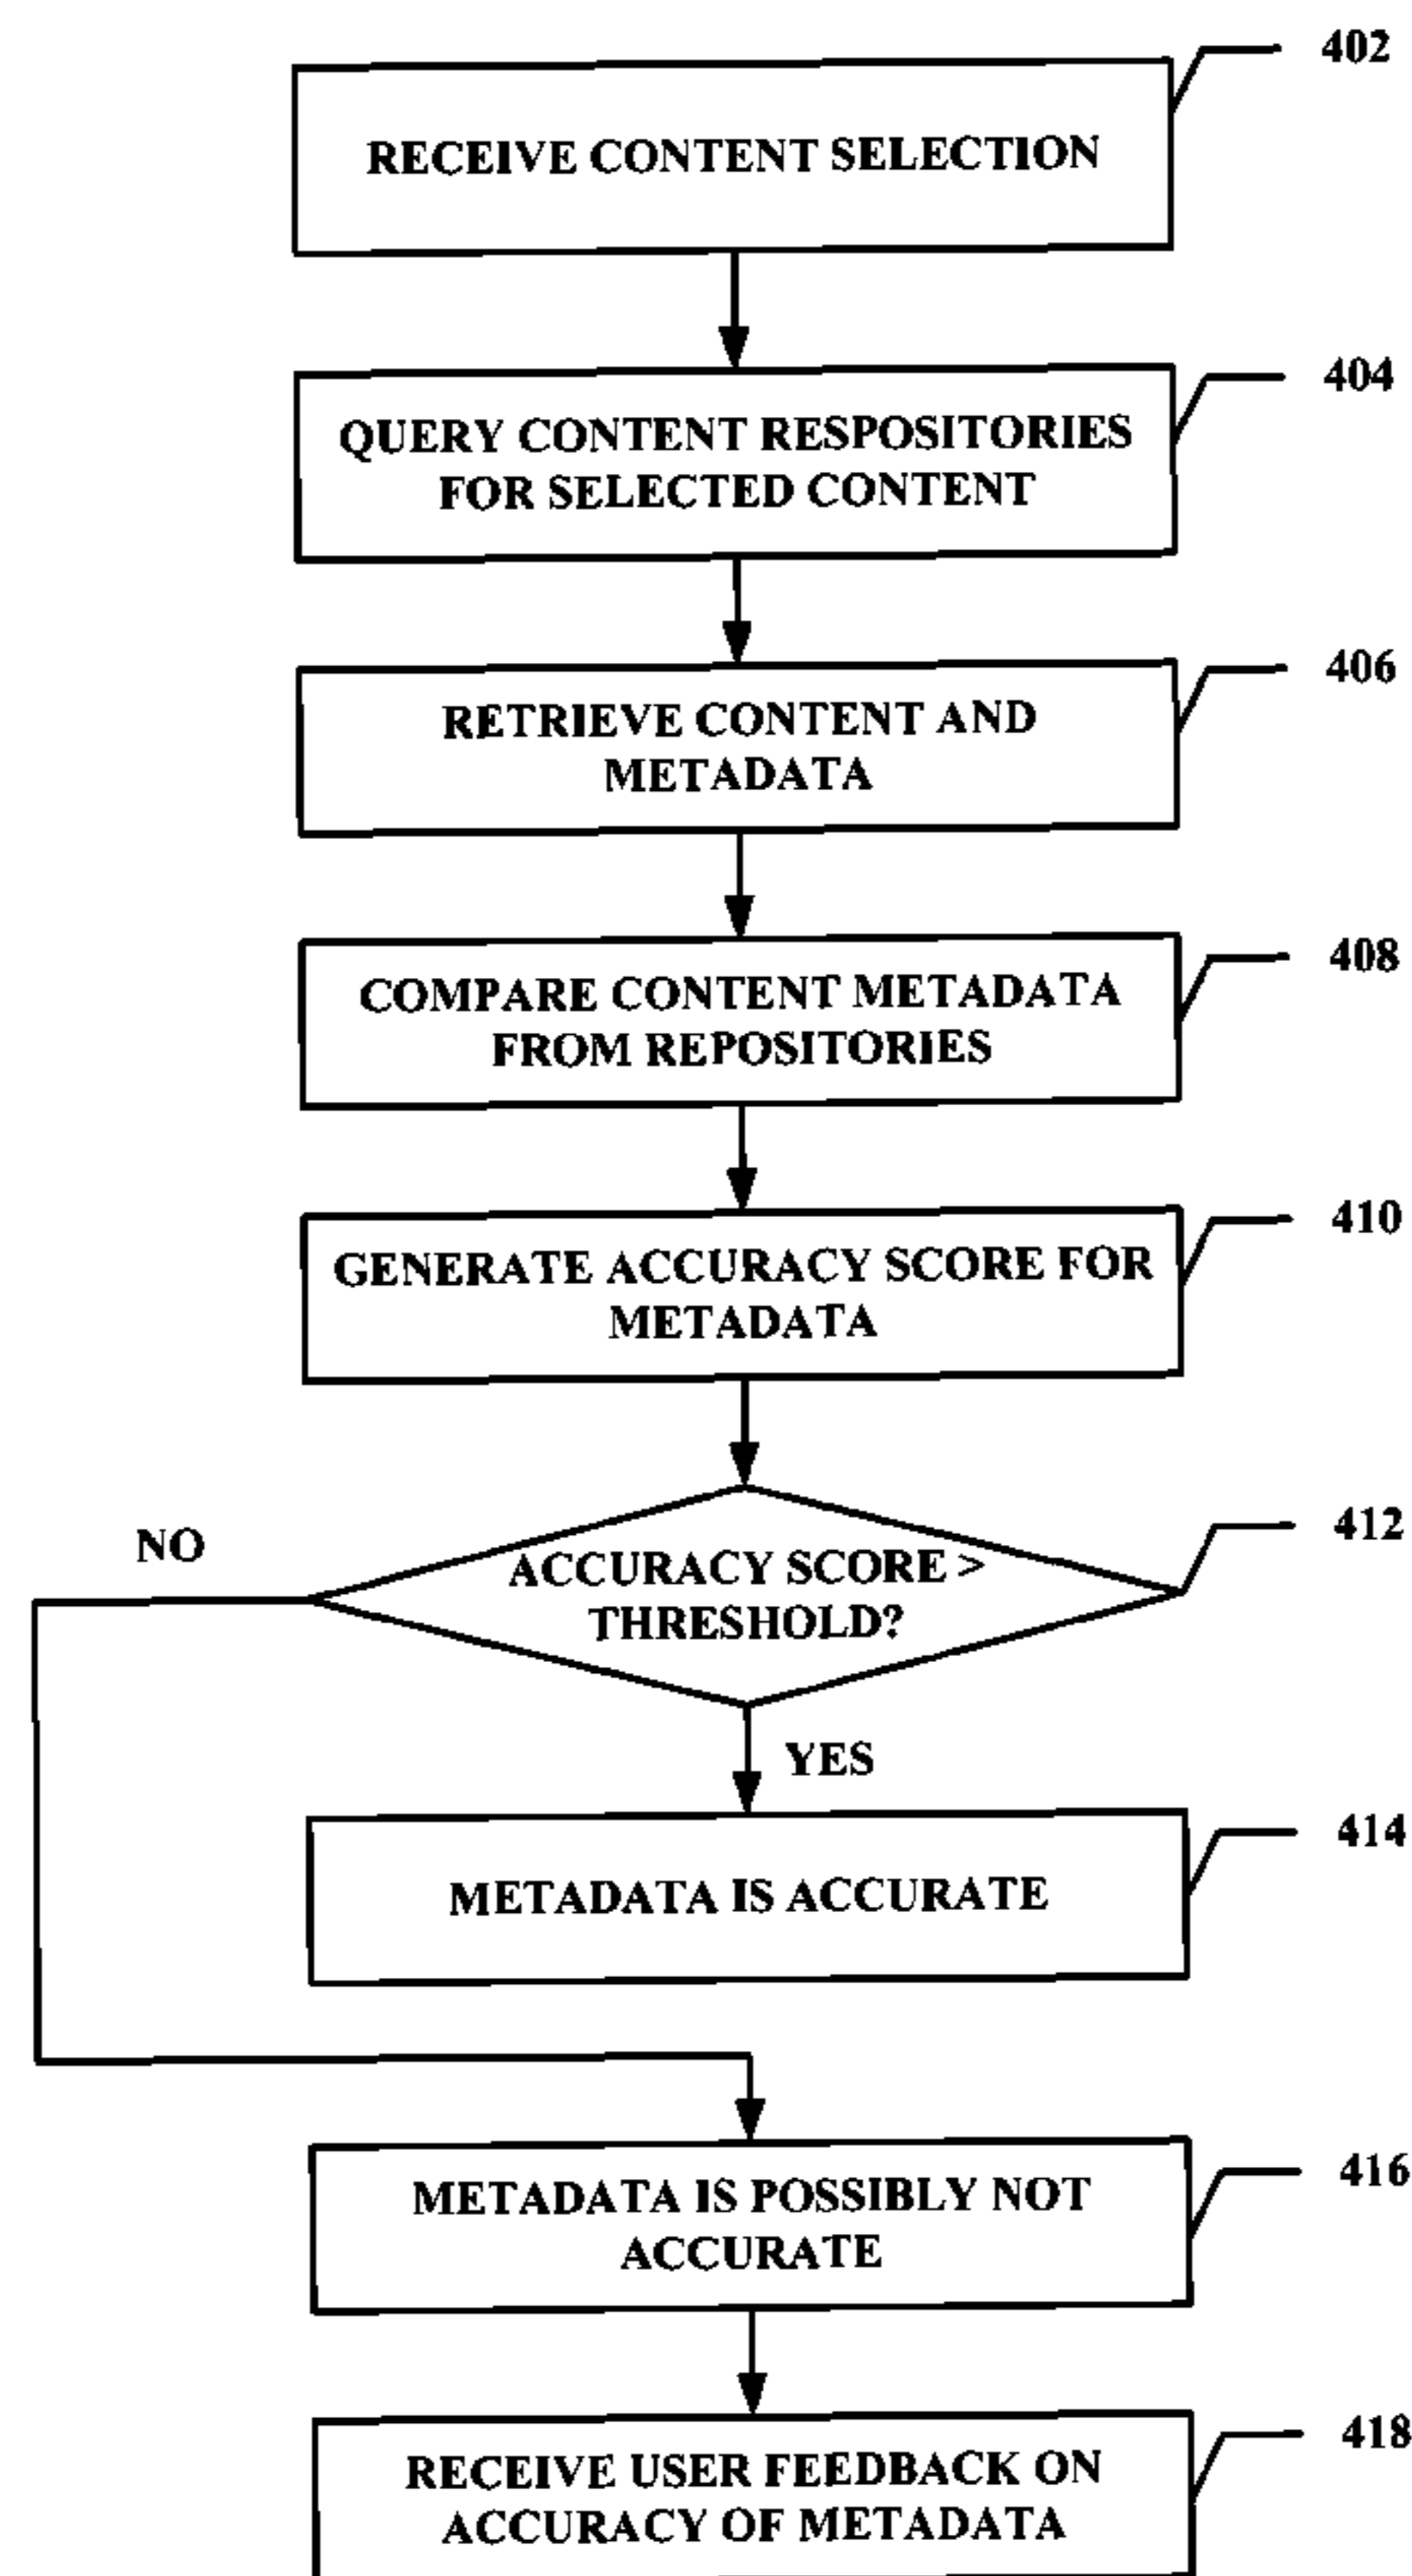 402
RECEIVE CONTENT SELECTION
404
QUERY CONTENT RESPOSITORIES
FOR SELECTED CONTENT
406
RETRIEVE CONTENT AND
METADATA
408
COMPARE CONTENT METADATA
FROM REPOSITORIES
410
GENERATE ACCURACY SCORE FOR
METADATA
412
NO
ACCURACY SCORE >
THRESHOLD?
YES
414
METADATA IS ACCURATE
416
METADATA IS POSSIBLY NOT
ACCURATE
418
RECEIVE USER FEEDBACK ON
ACCURACY OF METADATA